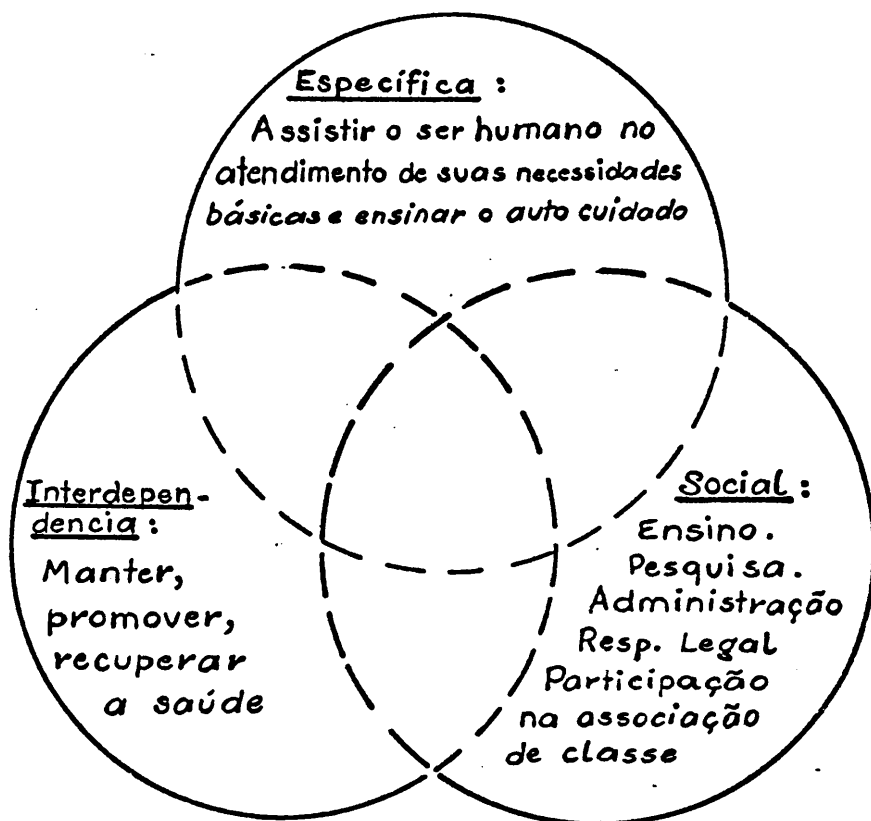 Específica :
Assistir o ser humano no
atendimento de suas necessidades
básicas e ensinar o auto cuidado
Interdepen-
dencia :
Manter,
promover,
recuperar
a saúde
Social :
Ensino.
Pesquisa.
Administração
Resp. Legal
Participação
na associação
de classe